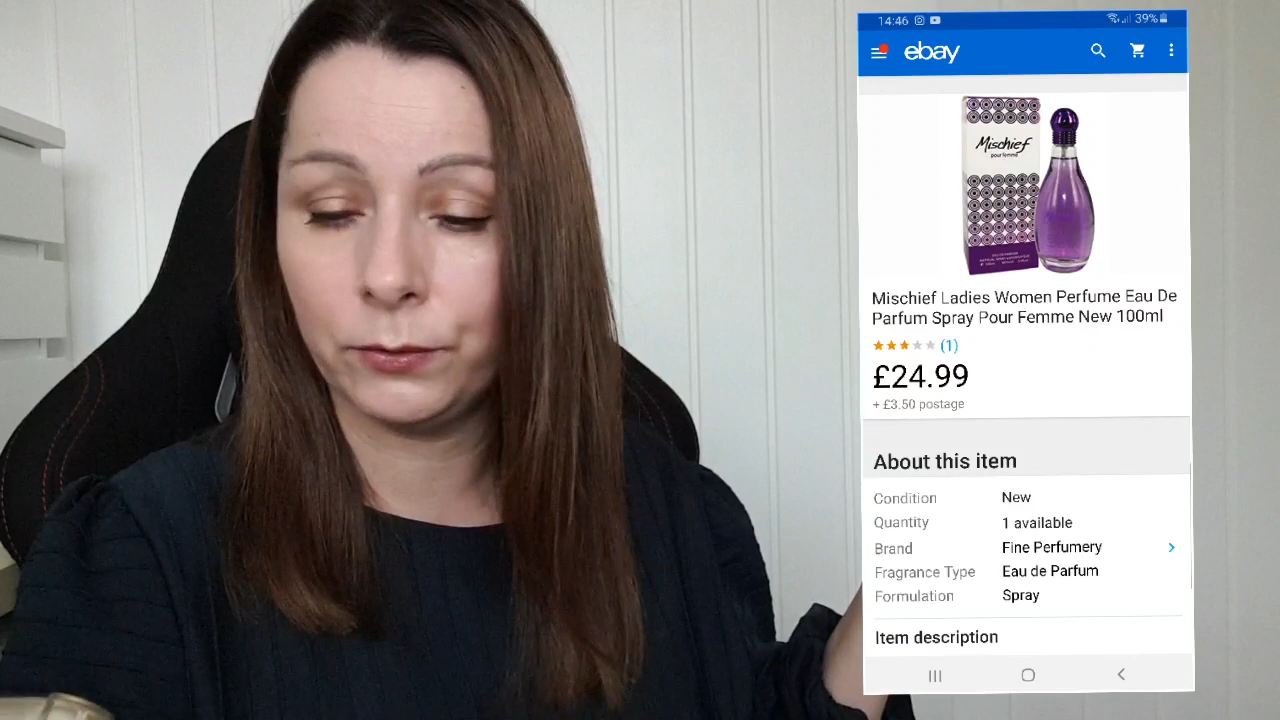 14:46 39%
ebay
Mischief
pour femme
Mischief Ladies Women Perfume Eau De
Parfum Spray Pour Femme New 100ml
(1)
£24.99
+ £3.50 postage
About this item
Condition New
Quantity 1 available
Brand Fine Perfumery
Fragrance Type Eau de Parfum
Formulation Spray
Item description